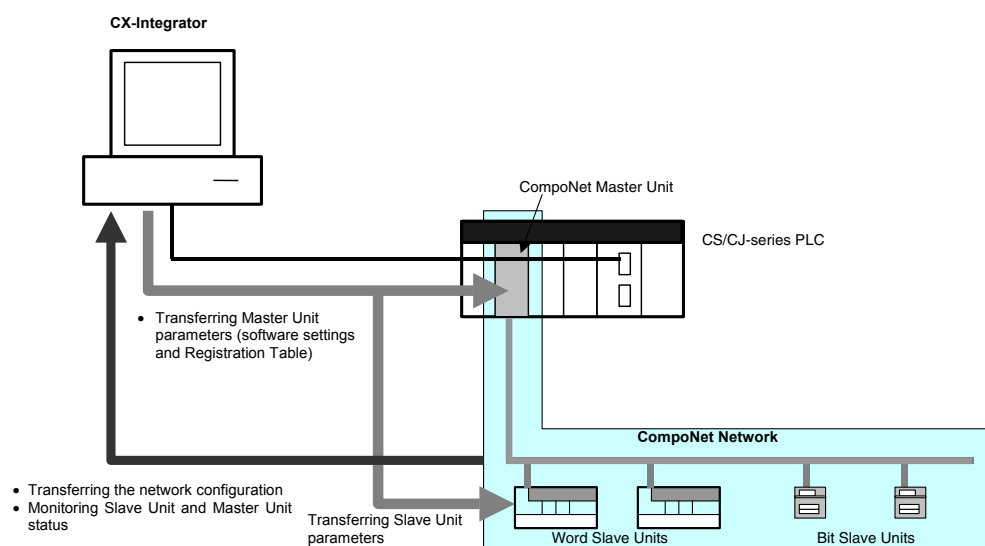 CX-Integrator
CompoNet Master Unit
CS/CJ-series PLC
• Transferring Master Unit
parameters (software settings
and Registration Table)
CompoNet Network
• Transferring the network configuration
• Monitoring Slave Unit and Master Unit
status
Transferring Slave Unit
parameters
Word Slave Units
Bit Slave Units